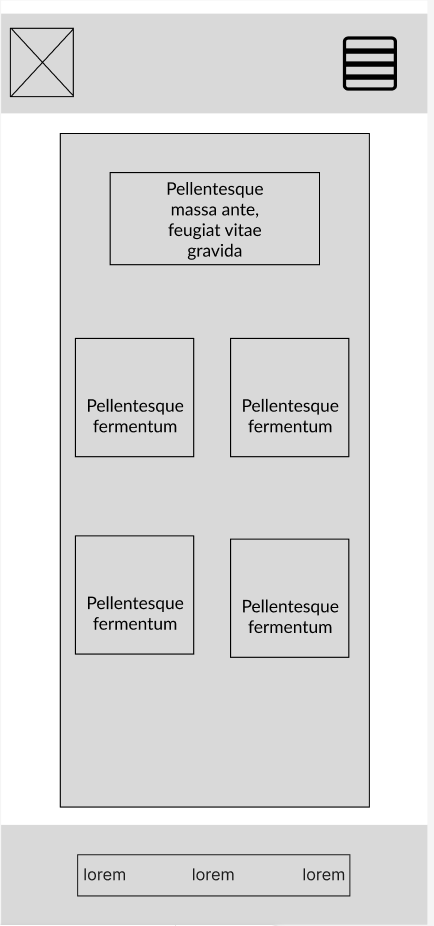 Pellentesque
massa ante,
feugiat vitae
gravida
Pellentesque
fermentum
Pellentesque
fermentum
Pellentesque
fermentum
Pellentesque
fermentum
lorem lorem lorem